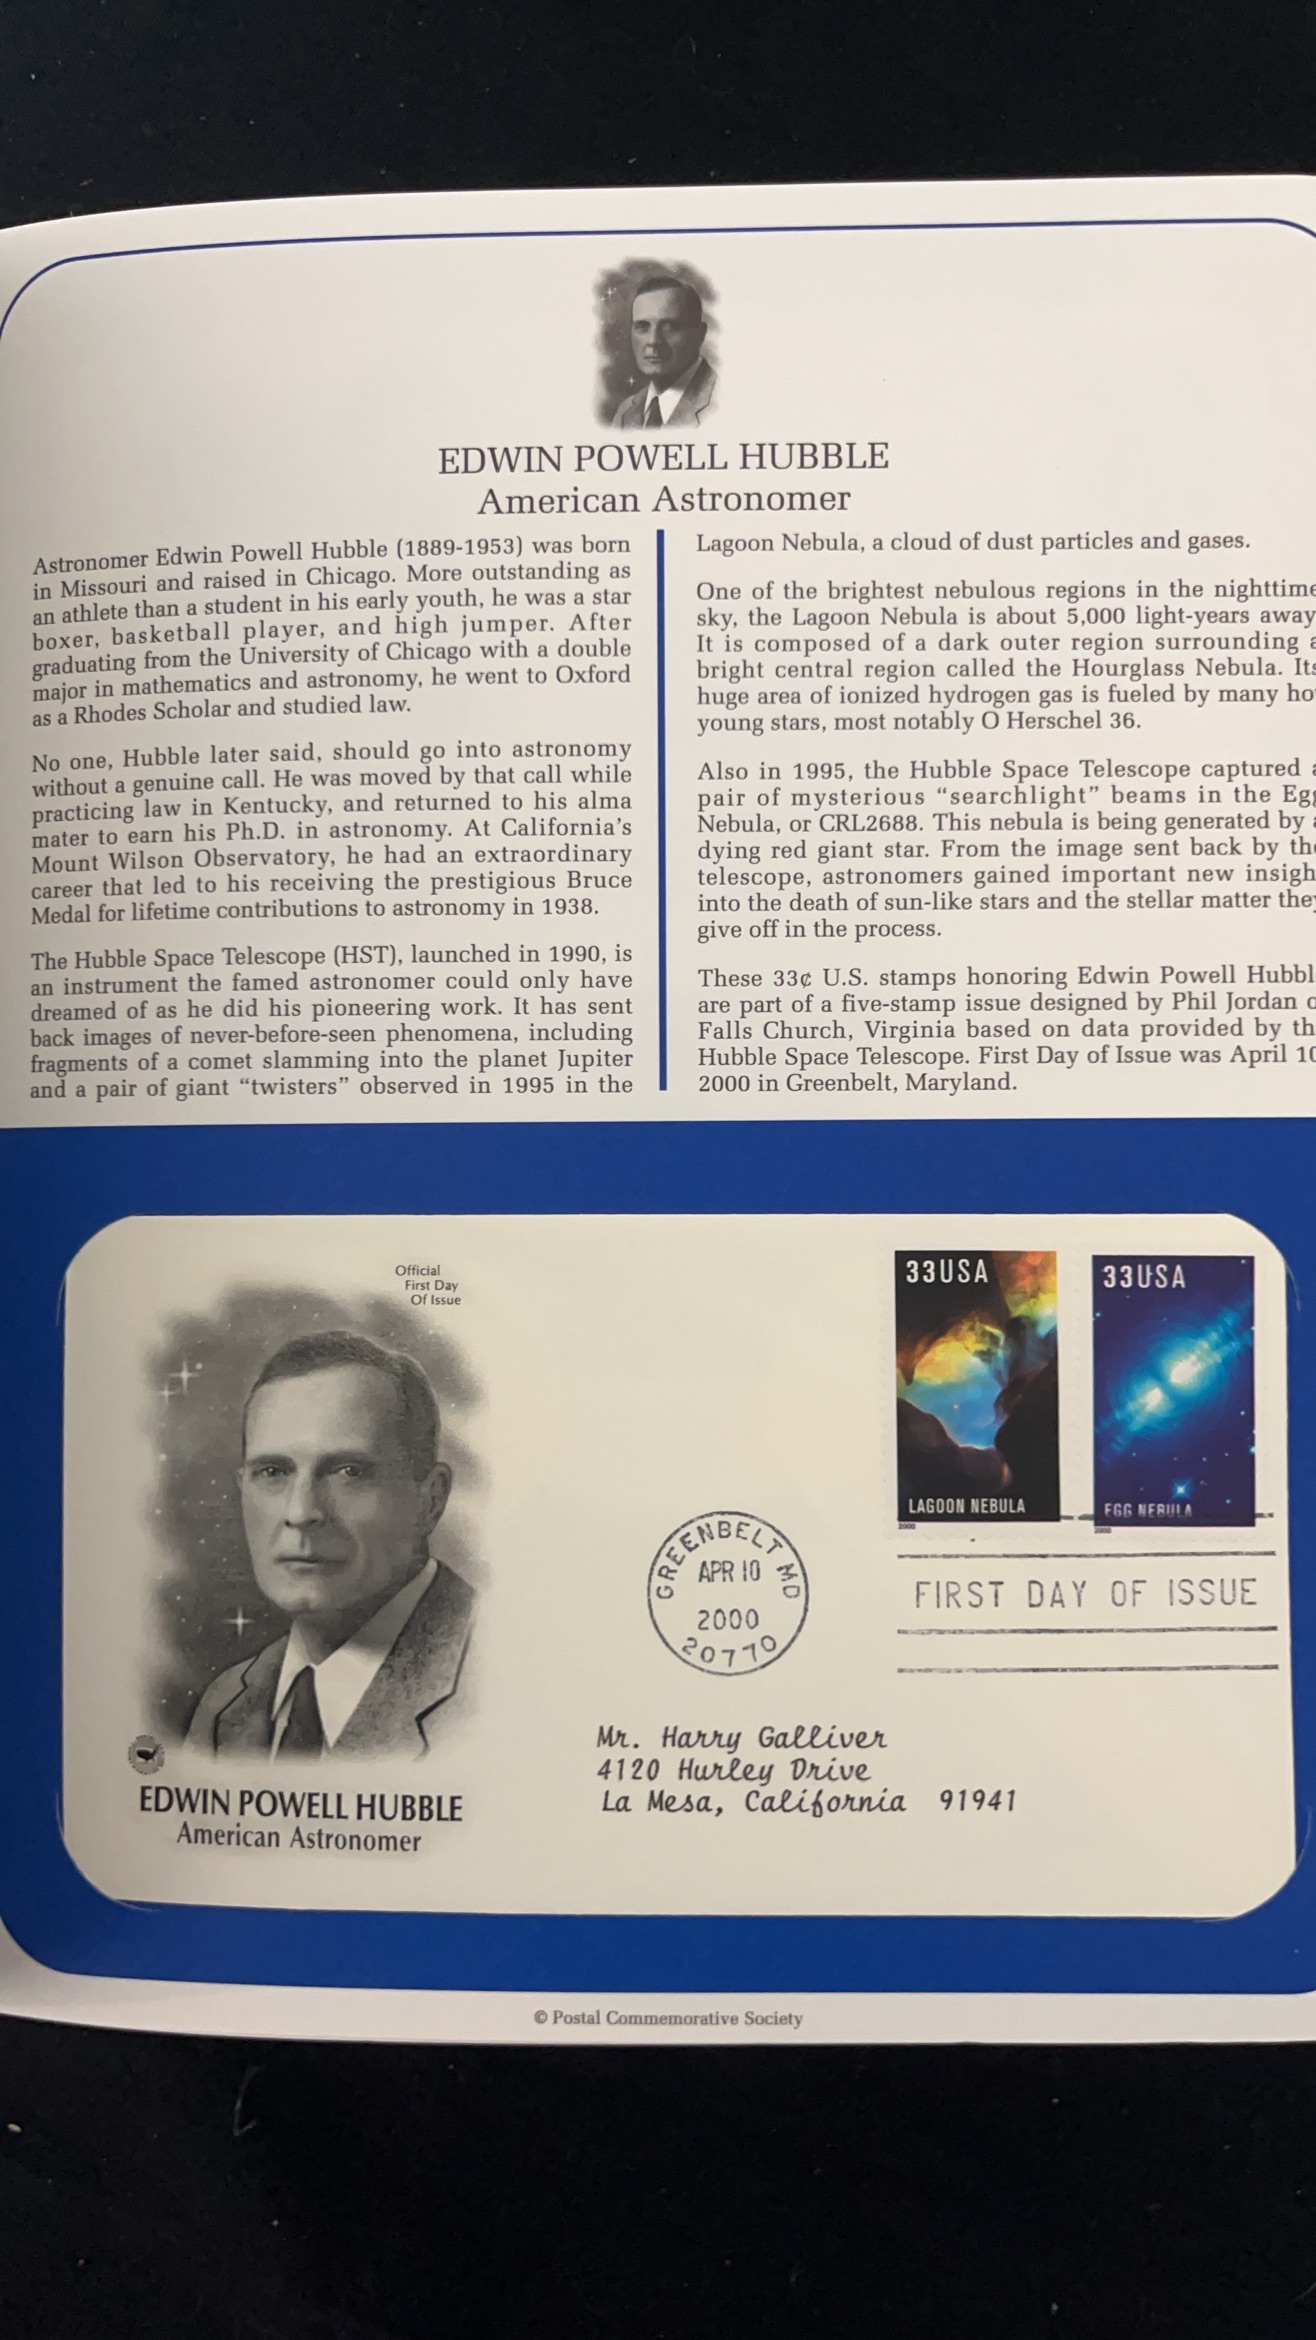 EDWIN POWELL HUBBLE
American Astronomer
Astronomer Edwin Powell Hubble (1889-1953) was born
in Missouri and raised in Chicago. More outstanding as
an athlete than a student in his early youth, he was a star
boxer, basketball player, and high jumper. After
graduating from the University of Chicago with a double
major in mathematics and astronomy, he went to Oxford
as a Rhodes Scholar and studied law.
No one, Hubble later said, should go into astronomy
without a genuine call. He was moved by that call while
practicing law in Kentucky, and returned to his alma
mater to earn his Ph.D. in astronomy. At California's
Mount Wilson Observatory, he had an extraordinary
career that led to his receiving the prestigious Bruce
Medal for lifetime contributions to astronomy in 1938.
The Hubble Space Telescope (HST), launched in 1990, is
an instrument the famed astronomer could only have
dreamed of as he did his pioneering work. It has sent
back images of never-before-seen phenomena, including
fragments of a comet slamming into the planet Jupiter
and a pair of giant “twisters” observed in 1995 in the
Lagoon Nebula, a cloud of dust particles and gases.
One of the brightest nebulous regions in the nighttime
sky, the Lagoon Nebula is about 5,000 light-years away
It is composed of a dark outer region surrounding a
bright central region called the Hourglass Nebula. Its
huge area of ionized hydrogen gas is fueled by many ho
young stars, most notably O Herschel 36.
Also in 1995, the Hubble Space Telescope captured a
pair of mysterious “searchlight” beams in the Egg
Nebula, or CRL2688. This nebula is being generated by a
dying red giant star. From the image sent back by the
telescope, astronomers gained important new insigh
into the death of sun-like stars and the stellar matter they
give off in the process.
These 33¢ U.S. stamps honoring Edwin Powell Hubbl
are part of a five-stamp issue designed by Phil Jordan o
Falls Church, Virginia based on data provided by th
Hubble Space Telescope. First Day of Issue was April 10
2000 in Greenbelt, Maryland.
Official
First Day
Of Issue
33USA
LAGOON NEBULA
2000
33USA
EGG NEBULA
2000
GREENBELT MD
APR 10
2000
20770
FIRST DAY OF ISSUE
Mr. Harry Galliver
4120 Hurley Drive
La Mesa, California 91941
EDWIN POWELL HUBBLE
American Astronomer
© Postal Commemorative Society